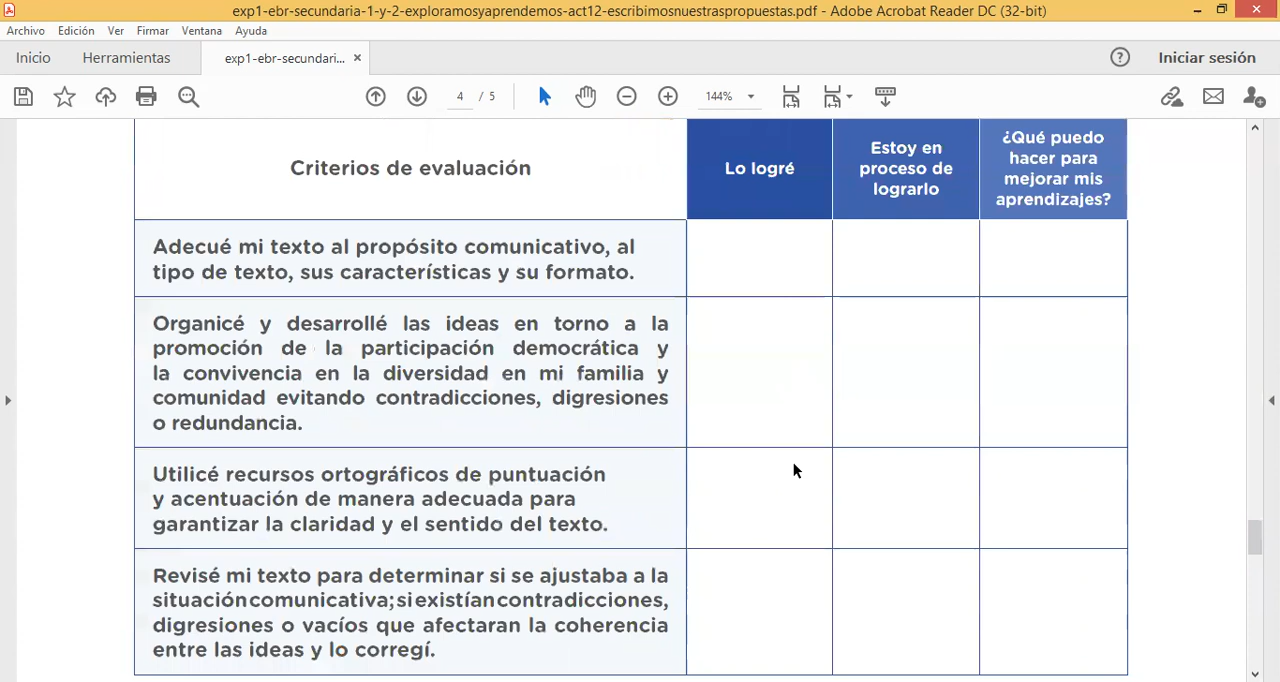 exp1-ebr-secundaria-1-y-2-exploramosyaprendemos-act12-escribimosnuestraspropuestas.pdf - Adobe Acrobat Reader DC (32-bit)
Archivo Edición Ver Firmar Ventana Ayuda
Inicio Herramientas exp1-ebr-secundari... × Iniciar sesión
4 / 5 144%
Criterios de evaluación
Lo logré
Estoy en
proceso de
lograrlo
¿Qué puedo
hacer para
mejorar mis
aprendizajes?
Adecué mi texto al propósito comunicativo, al
tipo de texto, sus características y su formato.
Organicé y desarrollé las ideas en torno a la
promoción de la participación democrática y
la convivencia en la diversidad en mi familia y
comunidad evitando contradicciones, digresiones
o redundancia.
Utilicé recursos ortográficos de puntuación
y acentuación de manera adecuada para
garantizar la claridad y el sentido del texto.
Revisé mi texto para determinar si se ajustaba a la
situación comunicativa; si existían contradicciones,
digresiones o vacíos que afectaran la coherencia
entre las ideas y lo corregí.